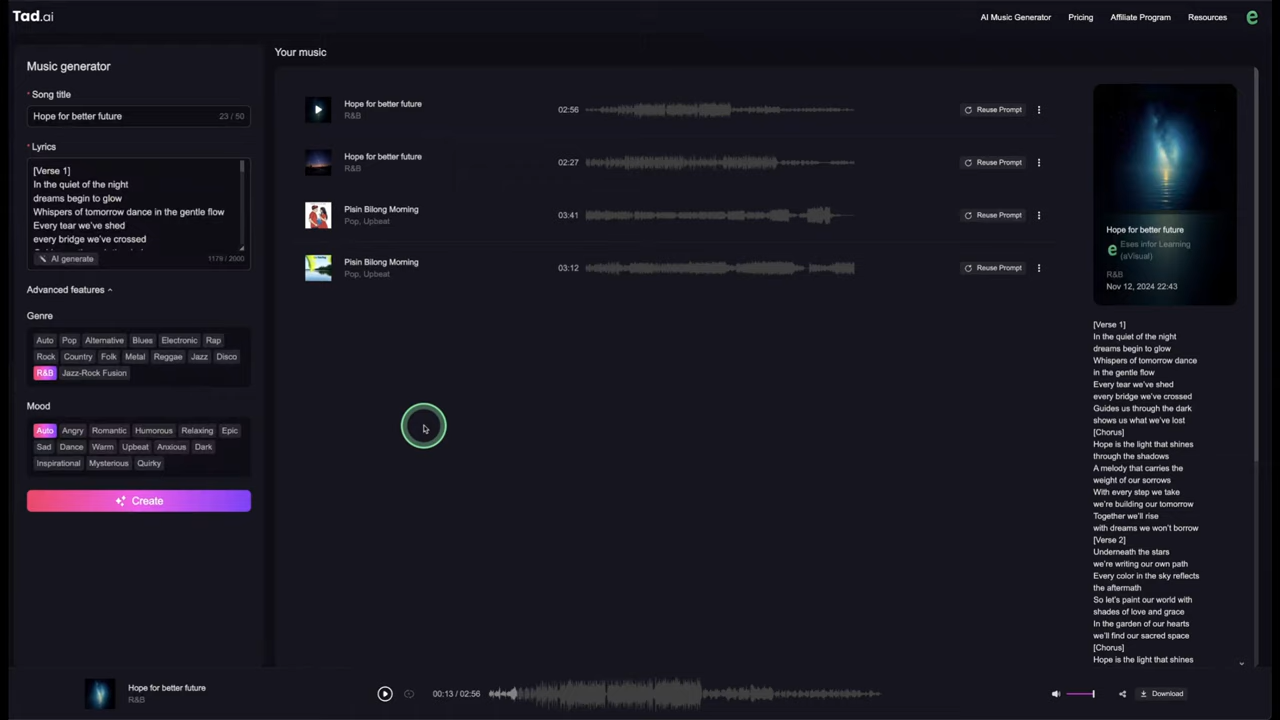 Tad.ai
AI Music Generator
Pricing
Affiliate Program
Resources
e
Music generator
* Song title
Hope for better future
23 / 50
* Lyrics
[Verse 1]
In the quiet of the night
dreams begin to glow
Whispers of tomorrow dance in the gentle flow
Every tear we've shed
every bridge we've crossed
AI generate
1179 / 2000
Advanced features
Genre
Auto Pop Alternative Blues Electronic Rap
Rock Country Folk Metal Reggae Jazz Disco
R&B Jazz-Rock Fusion
Mood
Auto Angry Romantic Humorous Relaxing Epic
Sad Dance Warm Upbeat Anxious Dark
Inspirational Mysterious Quirky
Create
Your music
Hope for better future
R&B
02:56
Reuse Prompt
Hope for better future
R&B
02:27
Reuse Prompt
Pisin Bilong Morning
Pop, Upbeat
03:41
Reuse Prompt
Pisin Bilong Morning
Pop, Upbeat
03:12
Reuse Prompt
Hope for better future
e
Eses infor Learning
(eVisual)
R&B
Nov 12, 2024 22:43
[Verse 1]
In the quiet of the night
dreams begin to glow
Whispers of tomorrow dance
in the gentle flow
Every tear we've shed
every bridge we've crossed
Guides us through the dark
shows us what we've lost
[Chorus]
Hope is the light that shines
through the shadows
A melody that carries the
weight of our sorrows
With every step we take
we're building our tomorrow
Together we'll rise
with dreams we won't borrow
[Verse 2]
Underneath the stars
we're writing our own path
Every color in the sky reflects
the aftermath
So let's paint our world with
shades of love and grace
In the garden of our hearts
we'll find our sacred space
[Chorus]
Hope is the light that shines
Hope for better future
R&B
00:13 / 02:56
Download